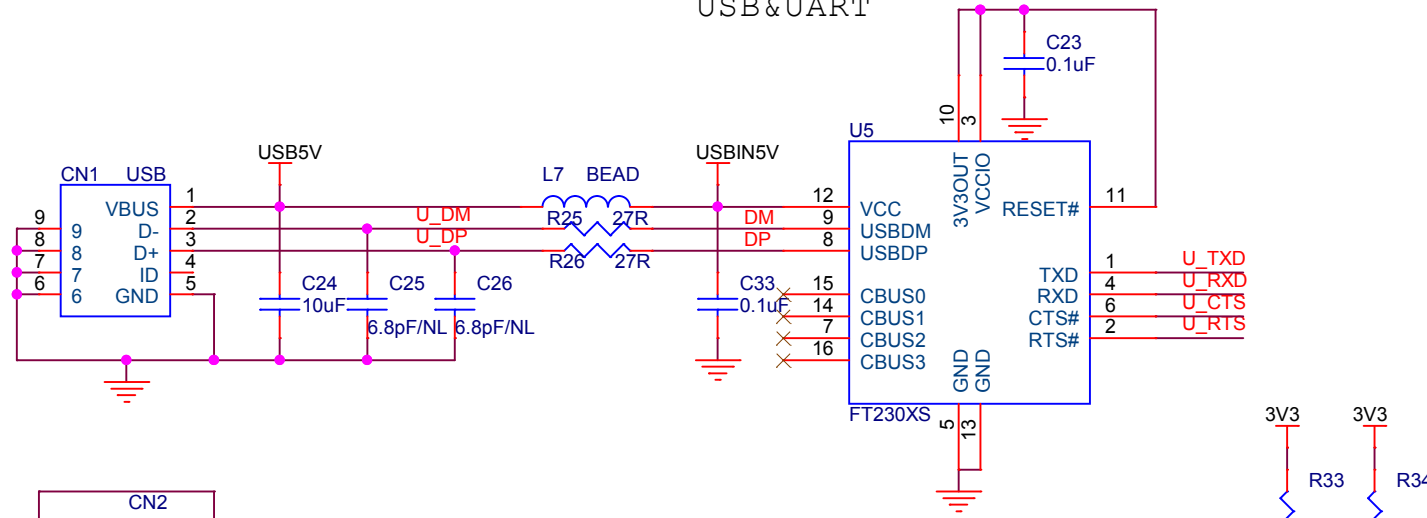 USB&UART
C23
0.1uF
10
3
U5
USB5V
USBIN5V
CN1 USB
L7 BEAD
3V3OUT
VCCIO
1
VBUS
12
VCC
11
RESET#
9
9
2
D-
U_DM
R25 27R
DM
9
USBDM
8
8
3
D+
U_DP
R26 27R
DP
8
USBDP
7
7
4
ID
6
6
5
GND
1
TXD
U_TXD
4
RXD
U_RXD
6
CTS#
U_CTS
2
RTS#
U_RTS
C24
10uF
C25
6.8pF/NL
C26
6.8pF/NL
C33
0.1uF
15
CBUS0
14
CBUS1
7
CBUS2
16
CBUS3
GND
GND
FT230XS
5
13
3V3
3V3
R33
R34
CN2